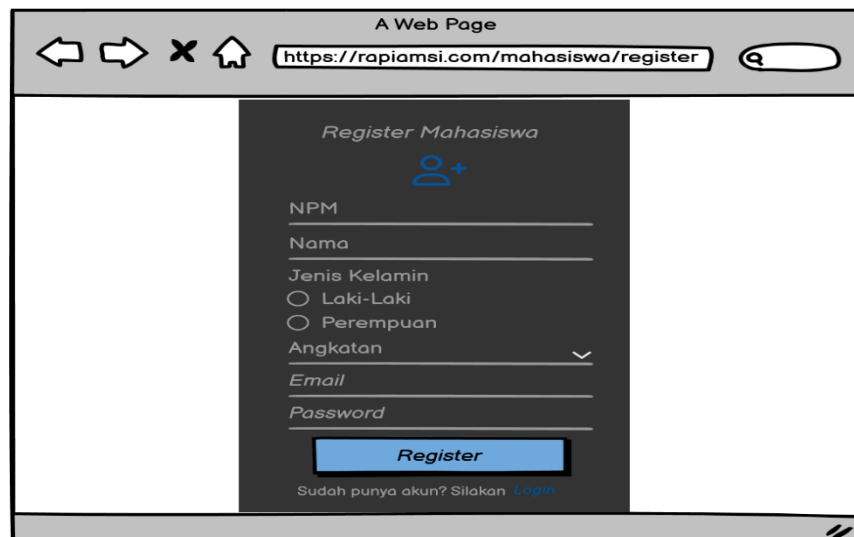 A Web Page
https://rapiamsi.com/mahasiswa/register
Register Mahasiswa
NPM
Nama
Jenis Kelamin
Laki-Laki
Perempuan
Angkatan
Email
Password
Register
Sudah punya akun? Silakan Login